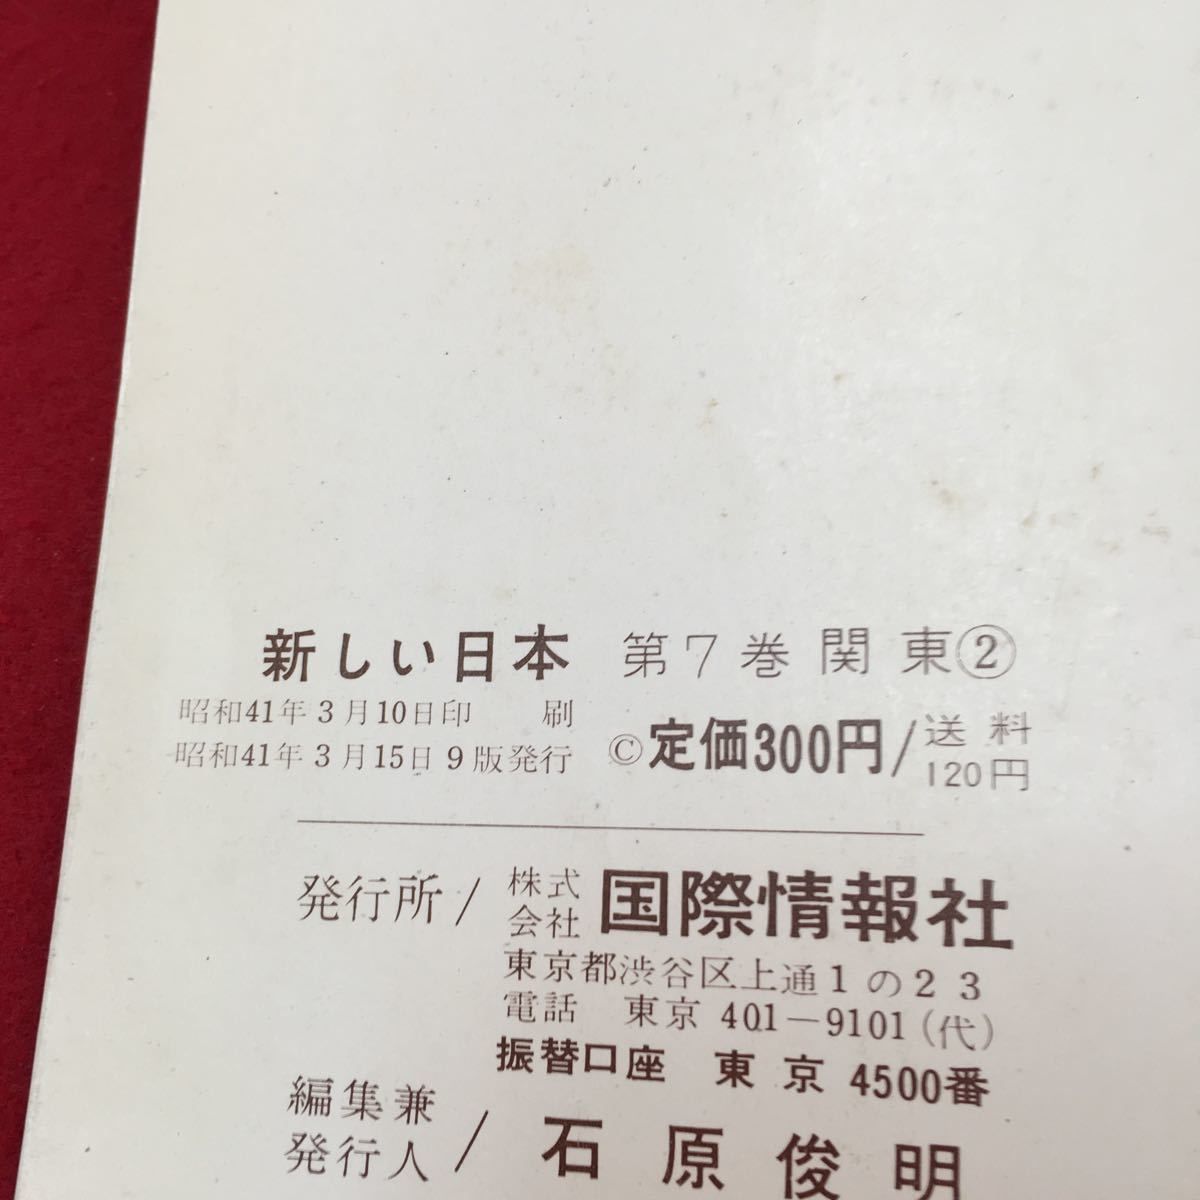 新しい日本 第7巻 関東②
昭和41年3月10日印 刷
昭和41年3月15日9版発行
©定価300円/送料120円
発行所/株式会社 国際情報社
東京都渋谷区上通1の23
電話 東京 401-9101(代)
振替口座 東京 4500番
編集兼発行人/石原俊明